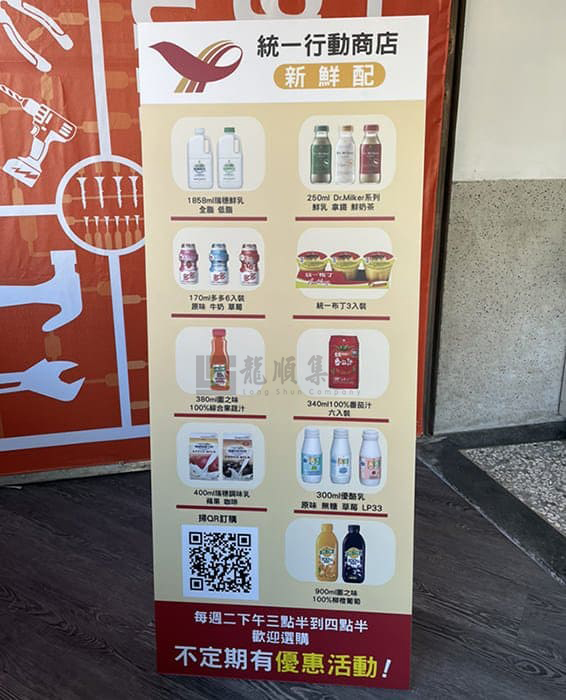 統一行動商店
新鮮配
1858ml瑞穗鮮乳
全脂 低脂
250ml Dr.Milker系列
鮮乳 拿鐵 鮮奶茶
170ml多多6入裝
原味 牛奶 草莓
統一布丁3入裝
380ml園之味
100%綜合果蔬汁
340ml100%番茄汁
六入裝
龍順集
Long Shun Company
400ml瑞穗調味乳
蘋果 咖啡
300ml優酪乳
原味 無糖 草莓 LP33
掃QR訂購
900ml園之味
100%柳橙葡萄
每週二下午三點半到四點半
歡迎選購
不定期有優惠活動!